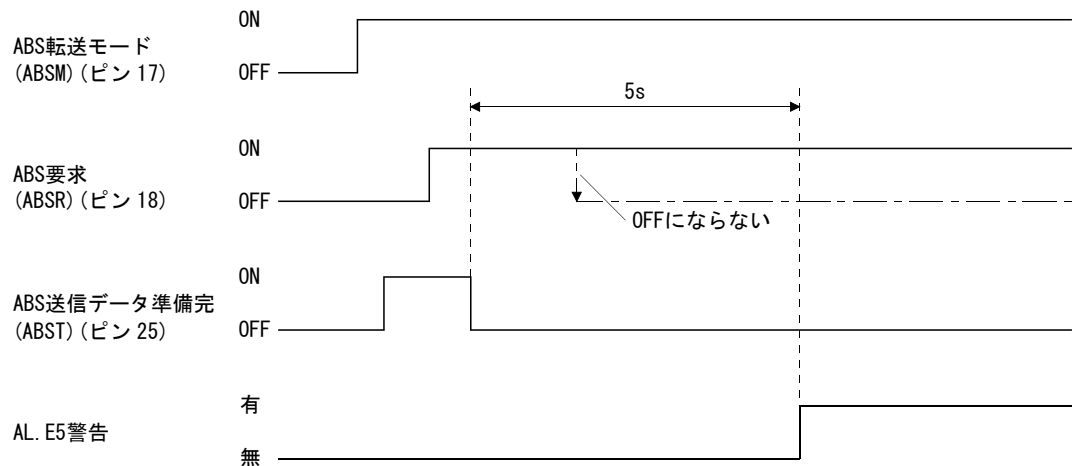 ON
ABS転送モード
(ABSM)(ピン 17)
OFF
5s
ON
ABS要求
(ABSR)(ピン 18)
OFF
OFFにならない
ON
ABS送信データ準備完
(ABST)(ピン 25)
OFF
有
AL.E5警告
無